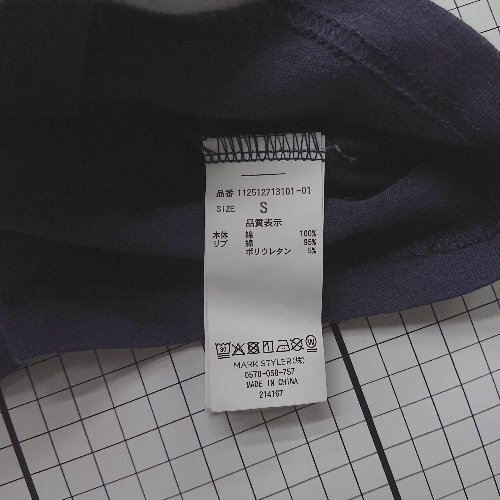 品番 112512713101-01
SIZE S
品質表示
本体 綿 100%
リブ 綿 95%
ポリウレタン 5%
MARK STYLER(株)
0570-050-757
MADE IN CHINA
214167